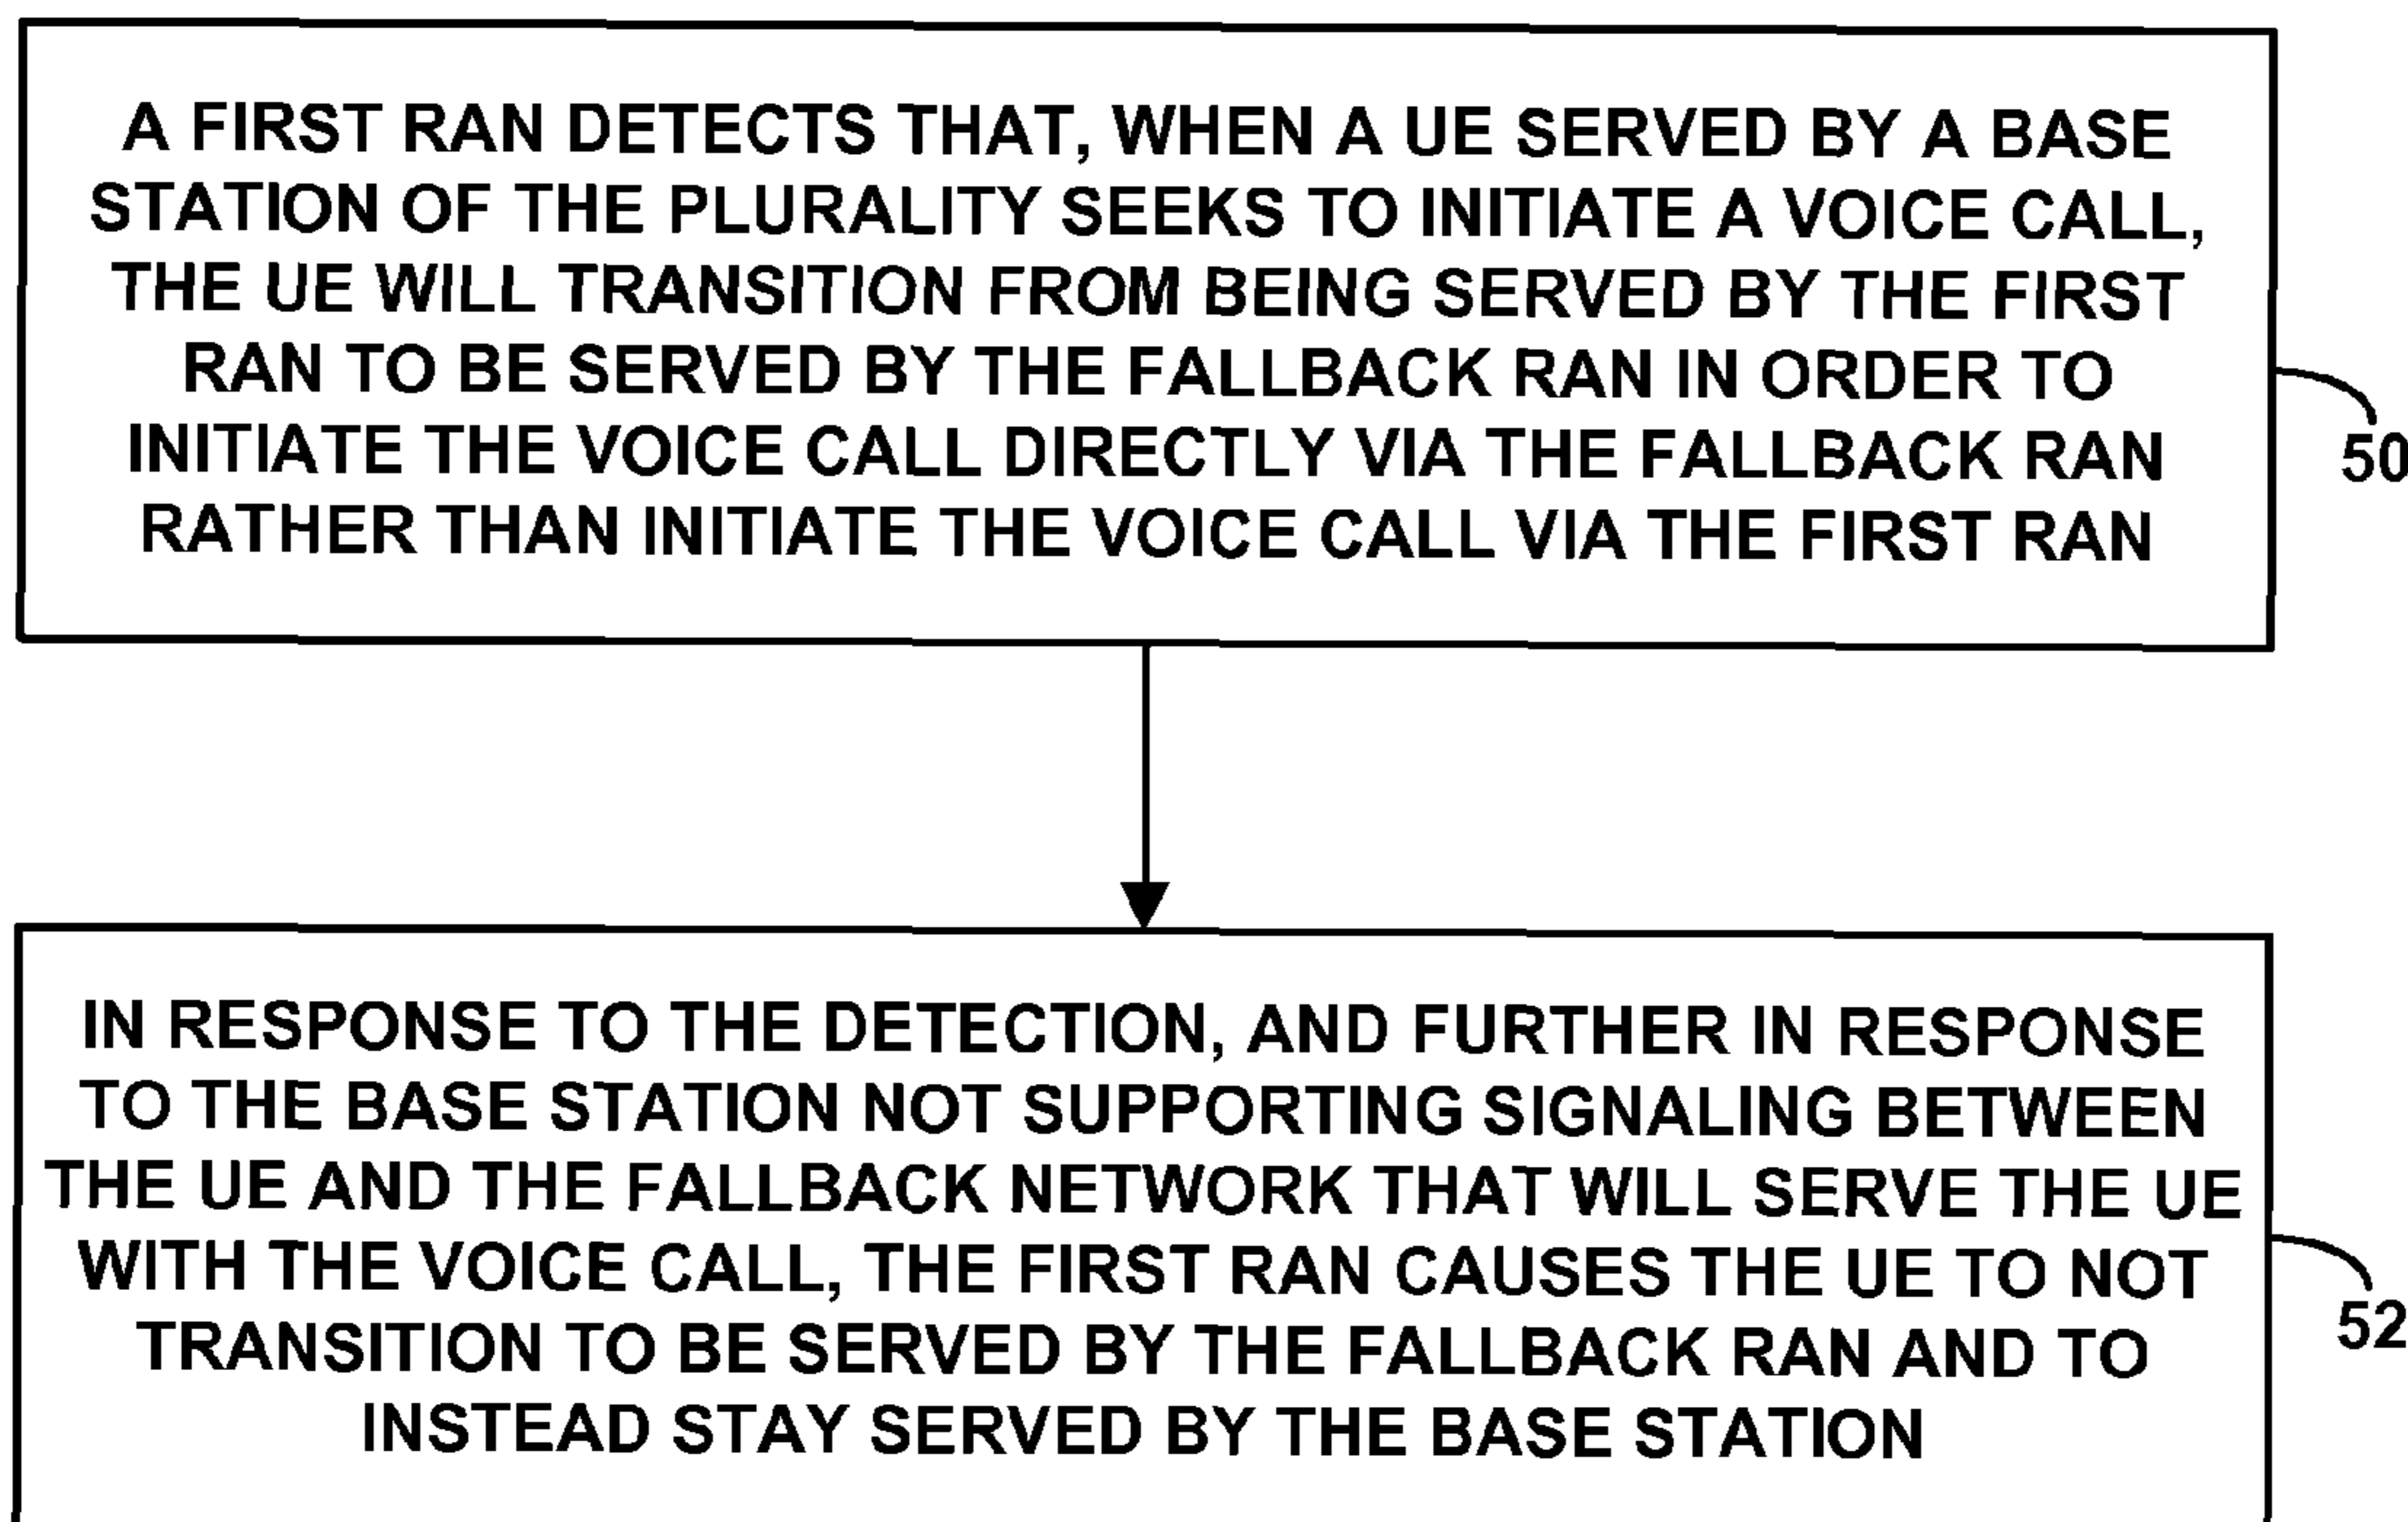 A FIRST RAN DETECTS THAT, WHEN A UE SERVED BY A BASE
STATION OF THE PLURALITY SEEKS TO INITIATE A VOICE CALL,
THE UE WILL TRANSITION FROM BEING SERVED BY THE FIRST
RAN TO BE SERVED BY THE FALLBACK RAN IN ORDER TO
INITIATE THE VOICE CALL DIRECTLY VIA THE FALLBACK RAN
RATHER THAN INITIATE THE VOICE CALL VIA THE FIRST RAN
50
IN RESPONSE TO THE DETECTION, AND FURTHER IN RESPONSE
TO THE BASE STATION NOT SUPPORTING SIGNALING BETWEEN
THE UE AND THE FALLBACK NETWORK THAT WILL SERVE THE UE
WITH THE VOICE CALL, THE FIRST RAN CAUSES THE UE TO NOT
TRANSITION TO BE SERVED BY THE FALLBACK RAN AND TO
INSTEAD STAY SERVED BY THE BASE STATION
52